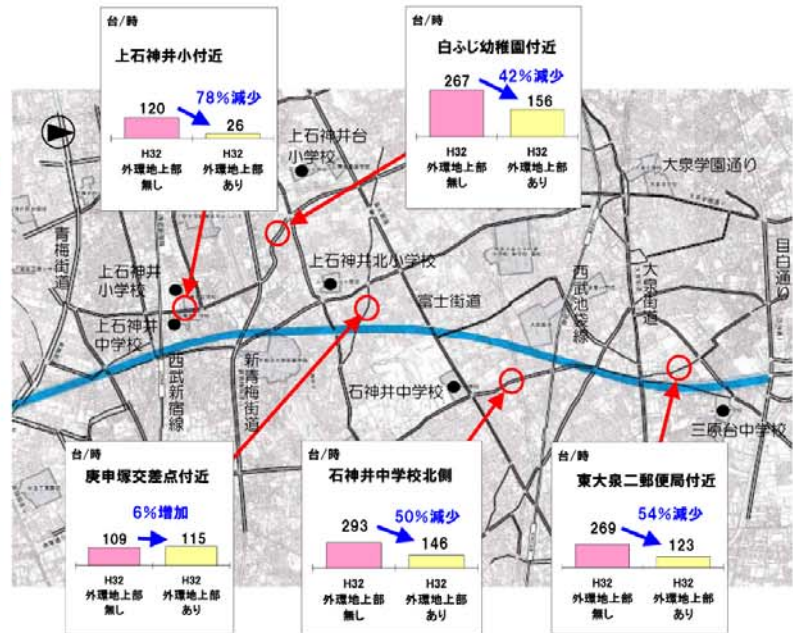 台/時
上石神井小付近
120
78%減少
26
H32
外環地上部
無し
H32
外環地上部
あり
台/時
白ふじ幼稚園付近
267
42%減少
156
H32
外環地上部
無し
H32
外環地上部
あり
上石神井台
小学校
大泉学園通り
青梅街道
上石神井
小学校
上石神井
中学校
西武新宿線
新青梅街道
上石神井北小学校
富士街道
石神井中学校
西武池袋線
大泉街道
目白通り
三原台中学校
台/時
庚申塚交差点付近
6%増加
109
115
H32
外環地上部
無し
H32
外環地上部
あり
台/時
石神井中学校北側
293
50%減少
146
H32
外環地上部
無し
H32
外環地上部
あり
台/時
東大泉二郵便局付近
269
54%減少
123
H32
外環地上部
無し
H32
外環地上部
あり